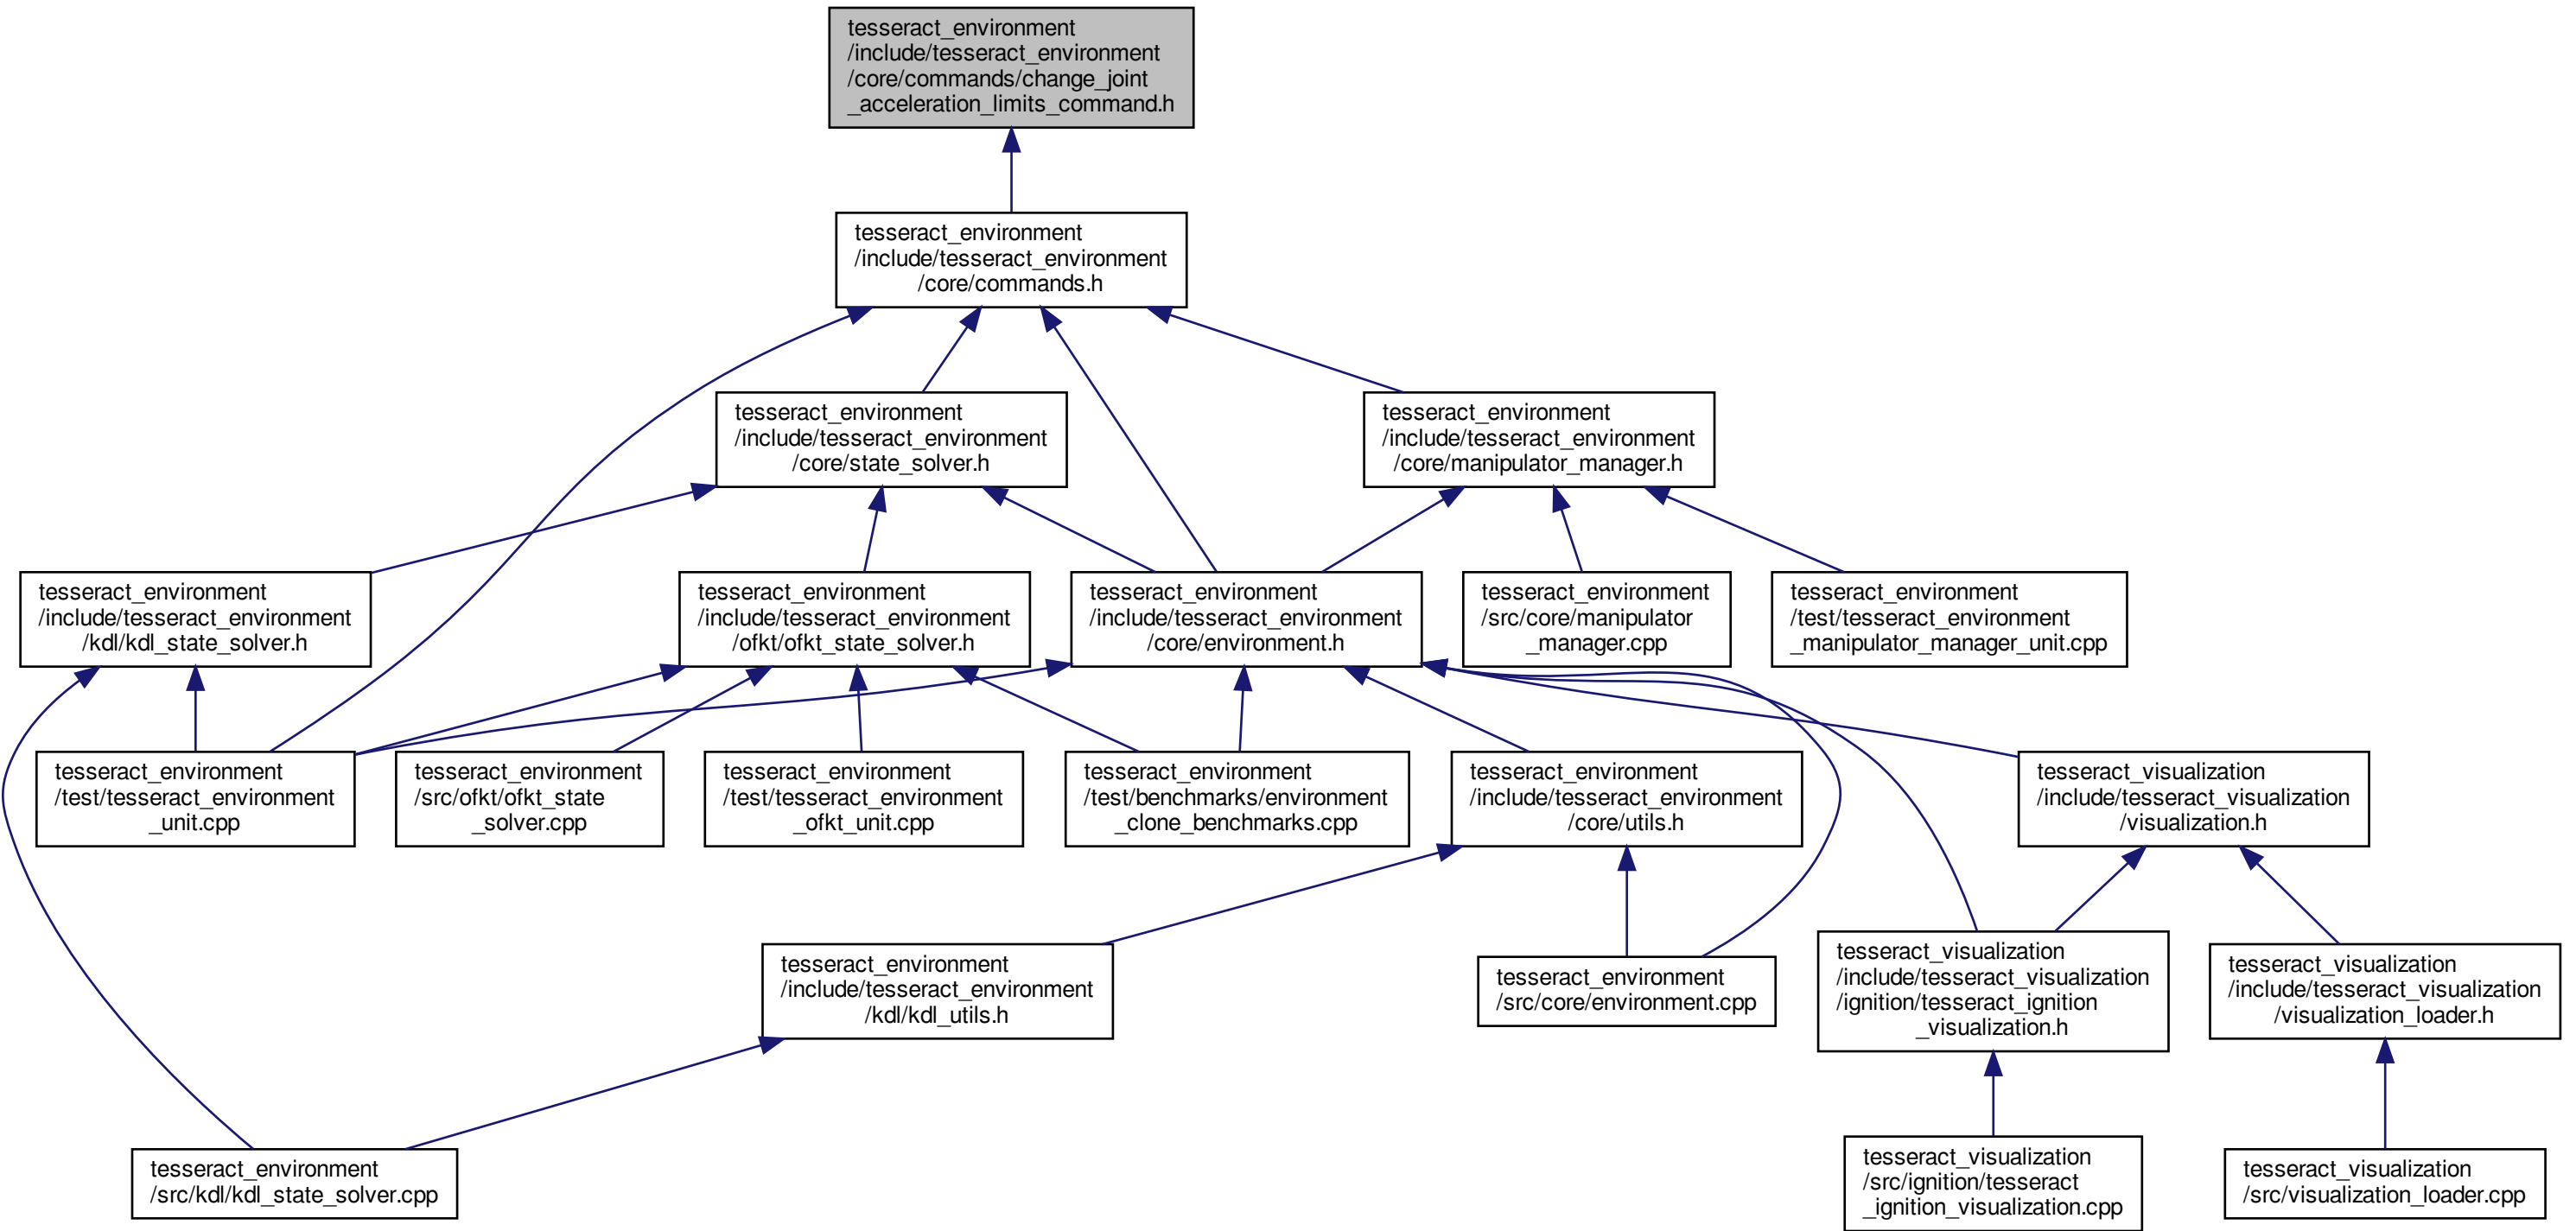 tesseract_environment
/include/tesseract_environment
/core/commands/change_joint
_acceleration_limits_command.h
tesseract_environment
/include/tesseract_environment
/core/commands.h
tesseract_environment
/include/tesseract_environment
/core/state_solver.h
tesseract_environment
/include/tesseract_environment
/core/manipulator_manager.h
tesseract_environment
/include/tesseract_environment
/kdl/kdl_state_solver.h
tesseract_environment
/include/tesseract_environment
/ofkt/ofkt_state_solver.h
tesseract_environment
/include/tesseract_environment
/core/environment.h
tesseract_environment
/src/core/manipulator
_manager.cpp
tesseract_environment
/test/tesseract_environment
_manipulator_manager_unit.cpp
tesseract_environment
/test/tesseract_environment
_unit.cpp
tesseract_environment
/src/ofkt/ofkt_state
_solver.cpp
tesseract_environment
/test/tesseract_environment
_ofkt_unit.cpp
tesseract_environment
/test/benchmarks/environment
_clone_benchmarks.cpp
tesseract_environment
/include/tesseract_environment
/core/utils.h
tesseract_visualization
/include/tesseract_visualization
/visualization.h
tesseract_environment
/include/tesseract_environment
/kdl/kdl_utils.h
tesseract_environment
/src/core/environment.cpp
tesseract_visualization
/include/tesseract_visualization
/ignition/tesseract_ignition
_visualization.h
tesseract_visualization
/include/tesseract_visualization
/visualization_loader.h
tesseract_environment
/src/kdl/kdl_state_solver.cpp
tesseract_visualization
/src/ignition/tesseract
_ignition_visualization.cpp
tesseract_visualization
/src/visualization_loader.cpp